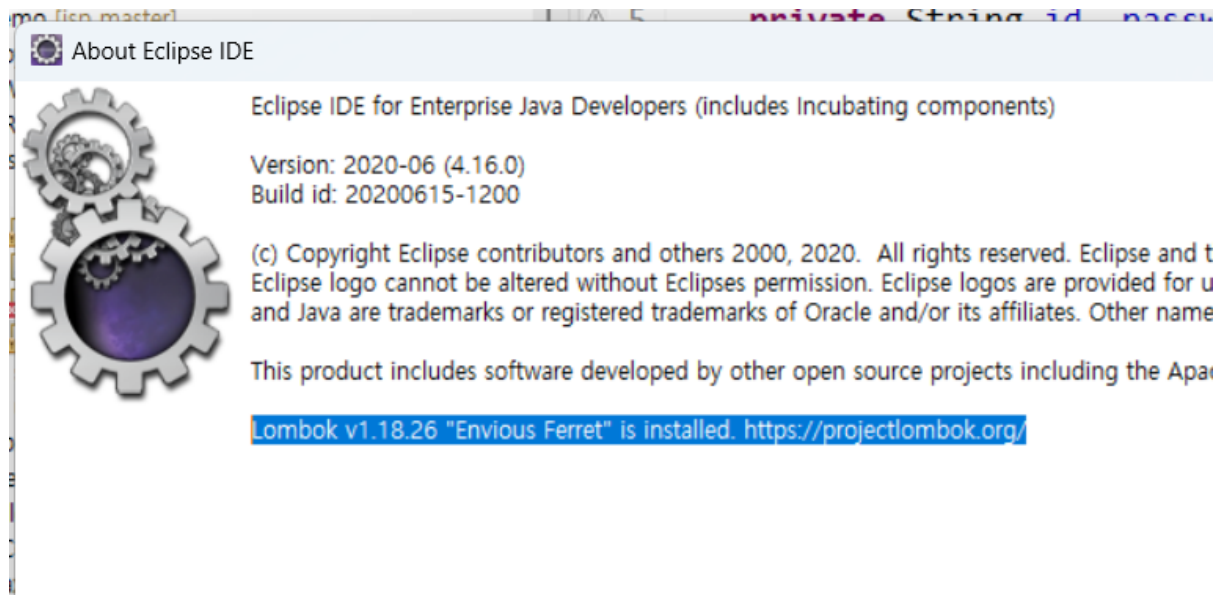 private String id
About Eclipse IDE
Eclipse IDE for Enterprise Java Developers (includes Incubating components)
Version: 2020-06 (4.16.0)
Build id: 20200615-1200
(c) Copyright Eclipse contributors and others 2000, 2020.  All rights reserved. Eclipse and
Eclipse logo cannot be altered without Eclipses permission. Eclipse logos are provided for
and Java are trademarks or registered trademarks of Oracle and/or its affiliates. Other name
This product includes software developed by other open source projects including the
Lombok v1.18.26 "Envious Ferret" is installed. https://projectlombok.org/